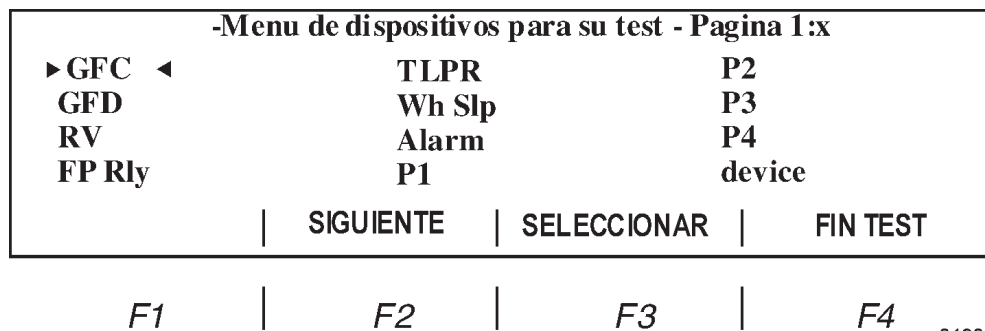 -Menu de dispositivos para su test - Pagina 1:x
▸GFC ◂ TLPR P2
GFD Wh Slp P3
RV Alarm P4
FP Rly P1 device
| SIGUIENTE | SELECCIONAR | FIN TEST
F1 | F2 | F3 | F4